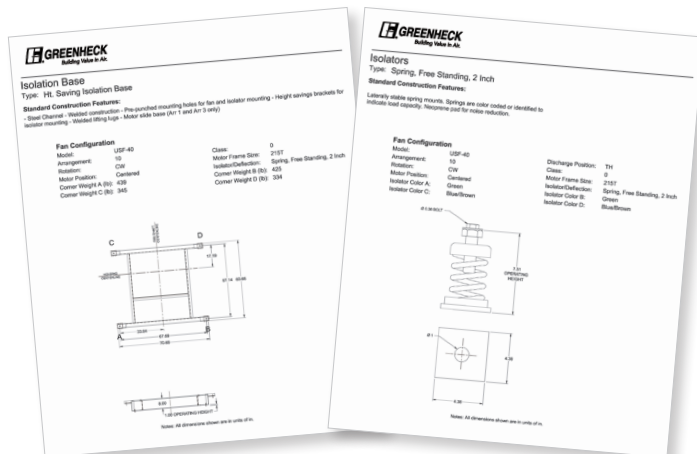 GREENHECK
Building Value in Air.
Isolation Base
Type: Ht. Saving Isolation Base
Standard Construction Features:
- Steel Channel - Welded construction - Pre-punched mounting holes for fan and isolator mounting - Height savings brackets for
isolator mounting - Welded lifting lugs - Motor slide base (Arr 1 and Arr 3 only)
Fan Configuration
Model: USF-40
Arrangement: 10
Rotation: CW
Motor Position: Centered
Corner Weight A (lb): 439
Corner Weight C (lb): 345
Class: 0
Motor Frame Size: 215T
Isolator/Deflection: Spring, Free Standing, 2 Inch
Corner Weight B (lb): 425
Corner Weight D (lb): 334
C
D
A
B
OPERATING HEIGHT
Notes: All dimensions shown are in units of in.
GREENHECK
Building Value in Air.
Isolators
Type: Spring, Free Standing, 2 Inch
Standard Construction Features:
Laterally stable spring mounts. Springs are color coded or identified to
indicate load capacity. Neoprene pad for noise reduction.
Fan Configuration
Model: USF-40
Arrangement: 10
Rotation: CW
Motor Position: Centered
Isolator Color A: Green
Isolator Color C: Blue/Brown
Discharge Position: TH
Class: 0
Motor Frame Size: 215T
Isolator/Deflection: Spring, Free Standing, 2 Inch
Isolator Color B: Green
Isolator Color D: Blue/Brown
OPERATING
HEIGHT
Ø 1
Notes: All dimensions shown are in units of in.